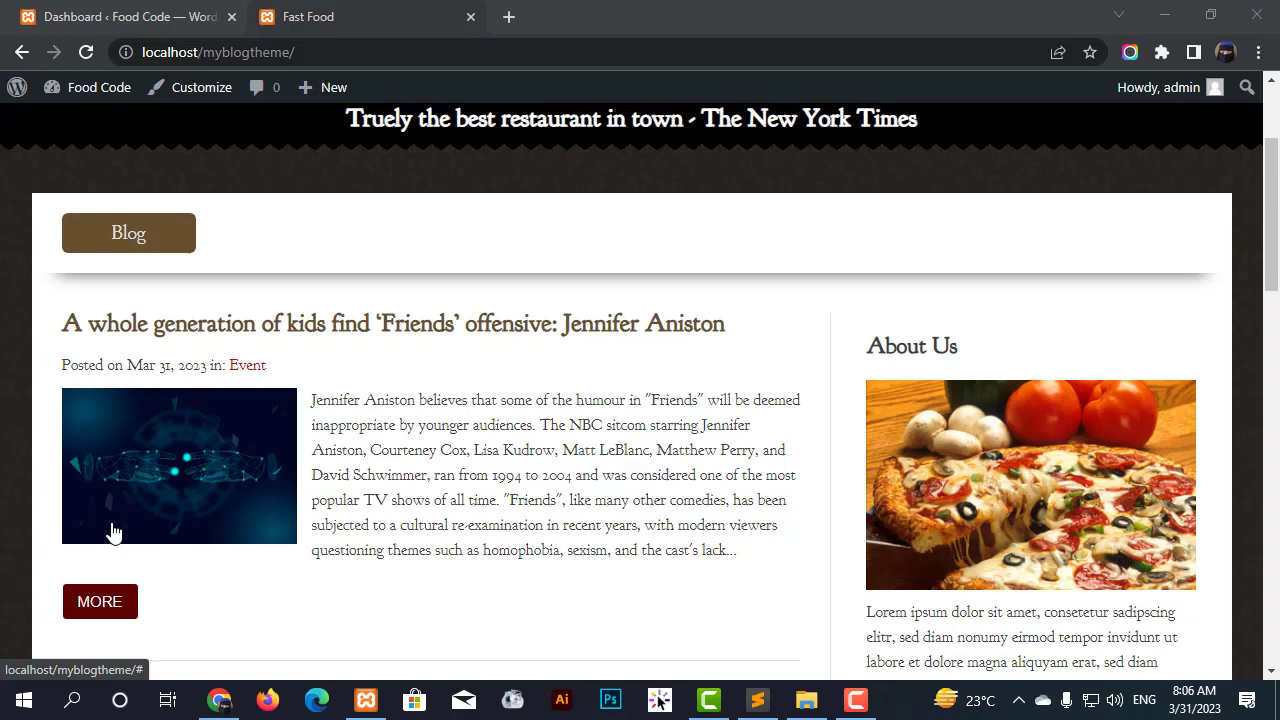 Dashboard ‹ Food Code — Word
Fast Food
localhost/myblogtheme/
Food Code
Customize
0
New
Howdy, admin
Truely the best restaurant in town - The New York Times
Blog
A whole generation of kids find ‘Friends’ offensive: Jennifer Aniston
Posted on Mar 31, 2023 in: Event
Jennifer Aniston believes that some of the humour in "Friends" will be deemed
inappropriate by younger audiences. The NBC sitcom starring Jennifer
Aniston, Courteney Cox, Lisa Kudrow, Matt LeBlanc, Matthew Perry, and
David Schwimmer, ran from 1994 to 2004 and was considered one of the most
popular TV shows of all time. "Friends", like many other comedies, has been
subjected to a cultural re-examination in recent years, with modern viewers
questioning themes such as homophobia, sexism, and the cast's lack...
MORE
About Us
Lorem ipsum dolor sit amet, consetetur sadipscing
elitr, sed diam nonumy eirmod tempor invidunt ut
labore et dolore magna aliquyam erat, sed diam
localhost/myblogtheme/#
Ai
Ps
23°C
ENG
8:06 AM
3/31/2023